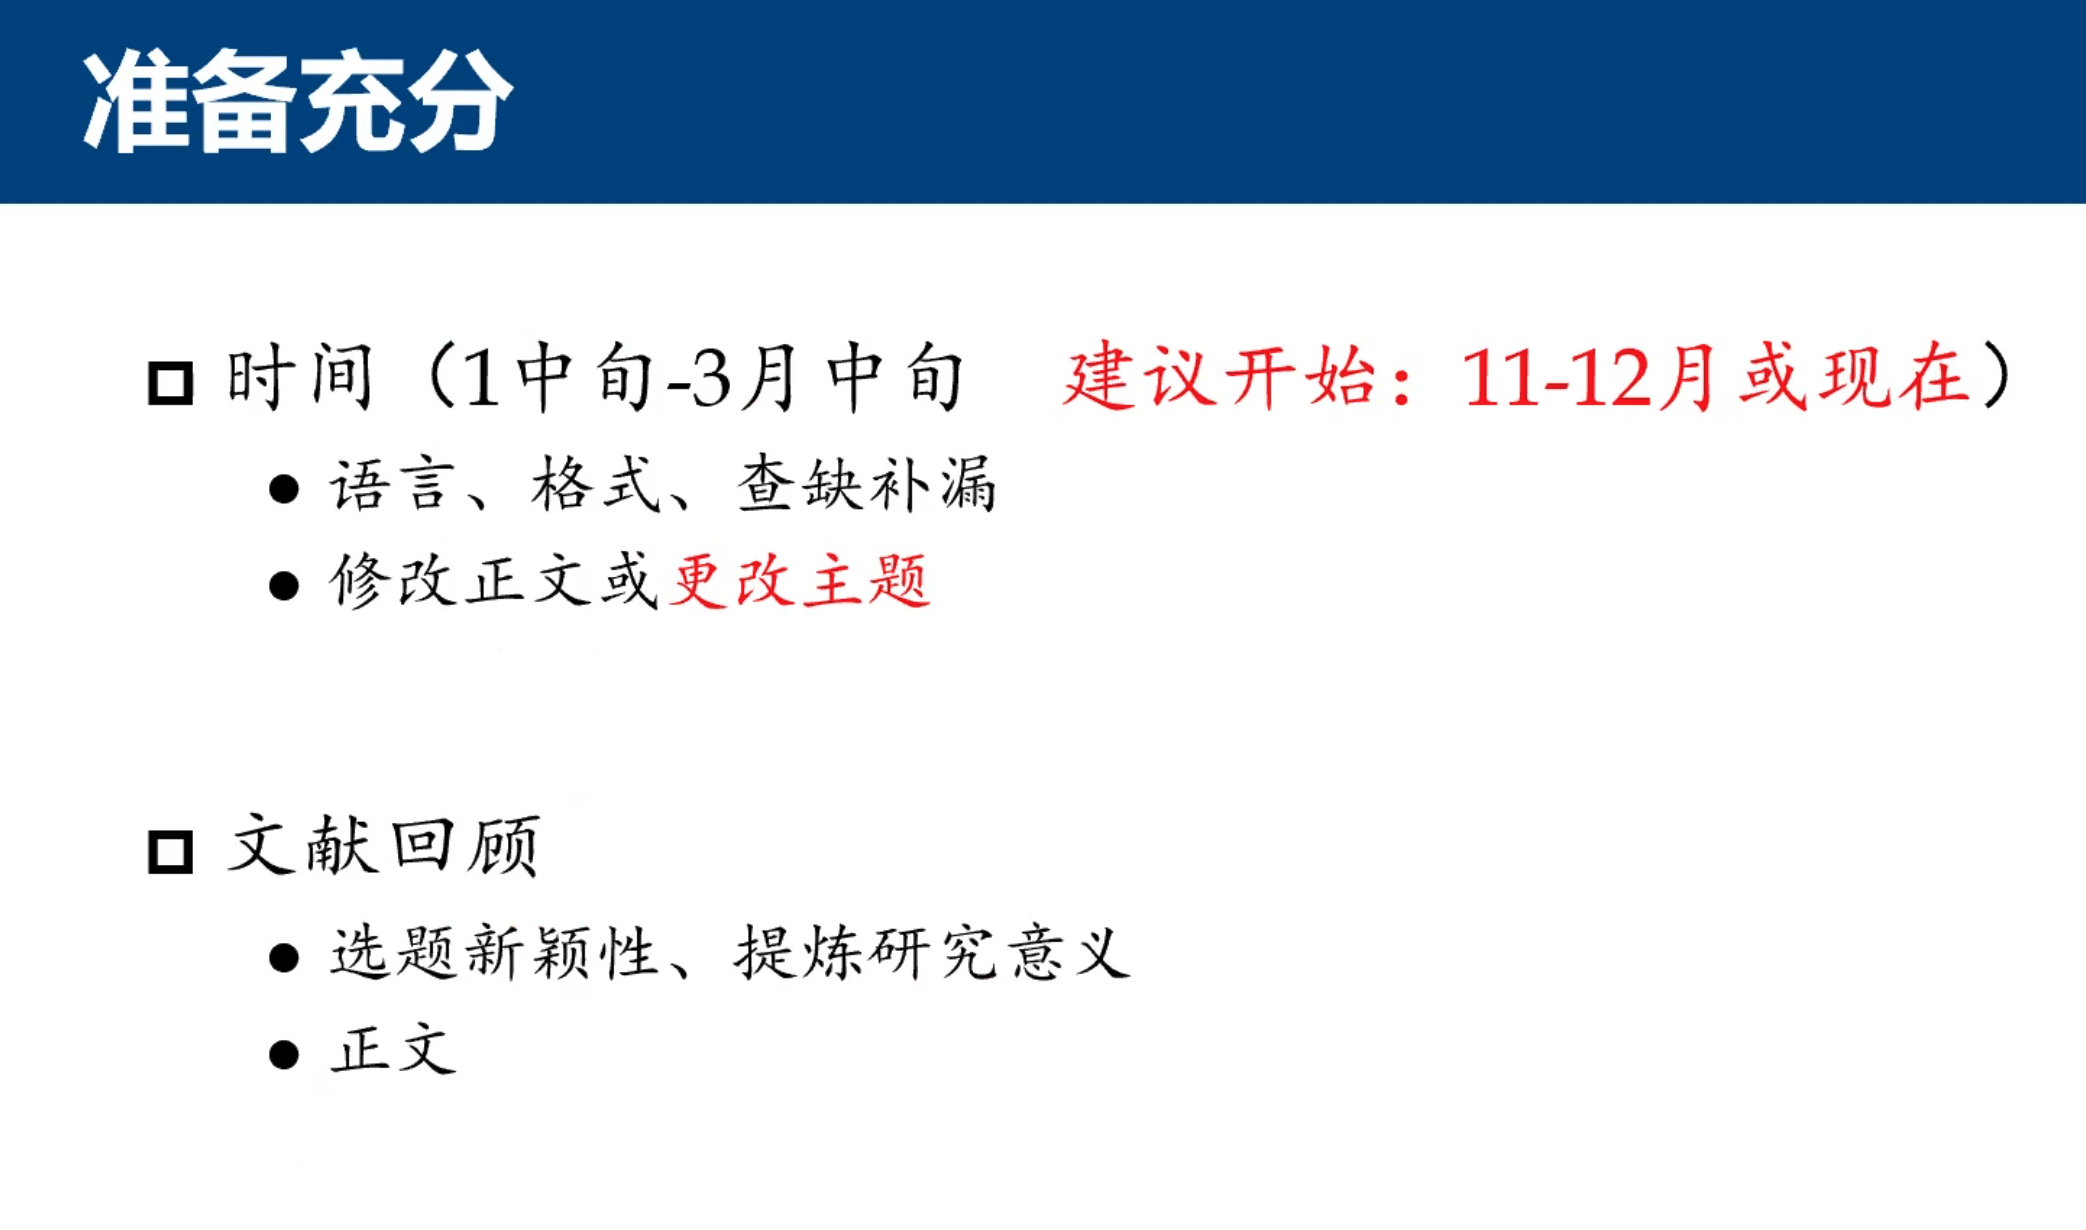 准备充分
时间（1中旬-3月中旬 建议开始：11-12月或现在）
语言、格式、查缺补漏
修改正文或更改主题
文献回顾
选题新颖性、提炼研究意义
正文